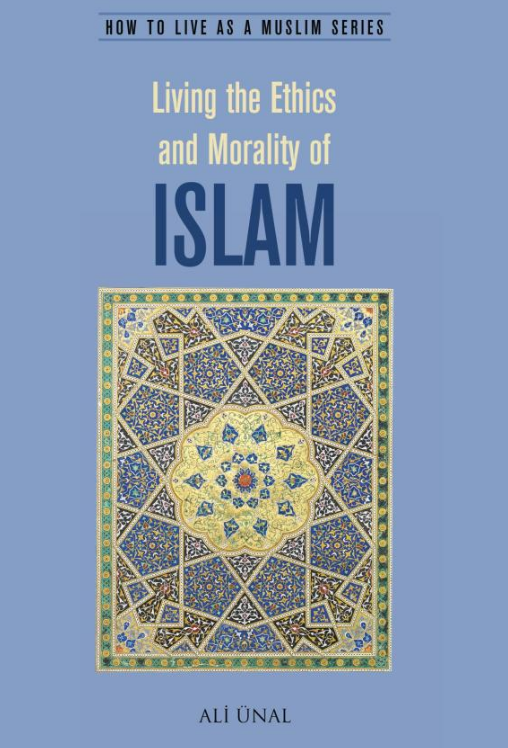 HOW TO LIVE AS A MUSLIM SERIES
Living the Ethics
and Morality of
ISLAM
ALİ ÜNAL